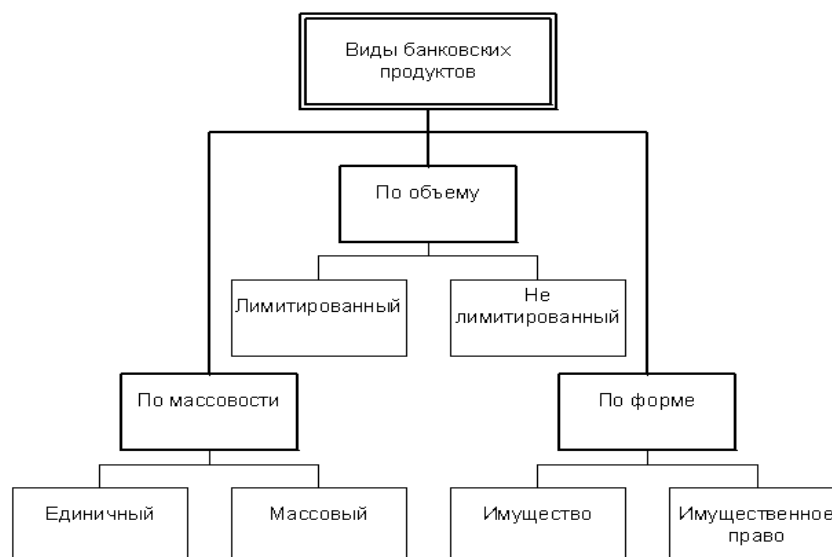 Виды банковских
продуктов
По объему
Лимитированный
Не
лимитированный
По массовости
По форме
Единичный
Массовый
Имущество
Имущественное
право